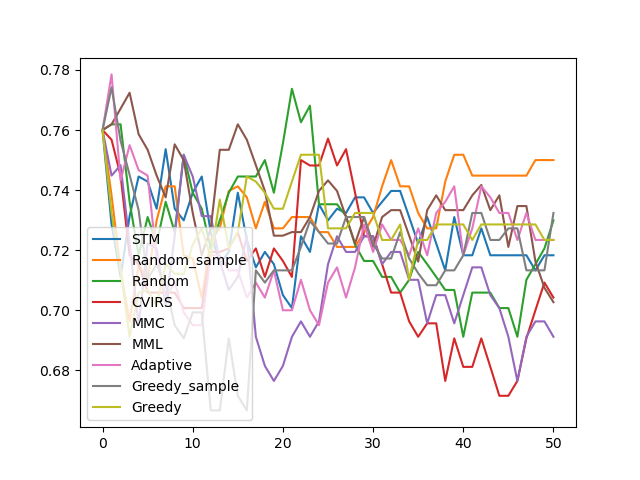 0.78
0.76
0.74
0.72
0.70
0.68
STM
Random_sample
Random
CVIRS
MMC
MML
Adaptive
Greedy_sample
Greedy
0 10 20 30 40 50